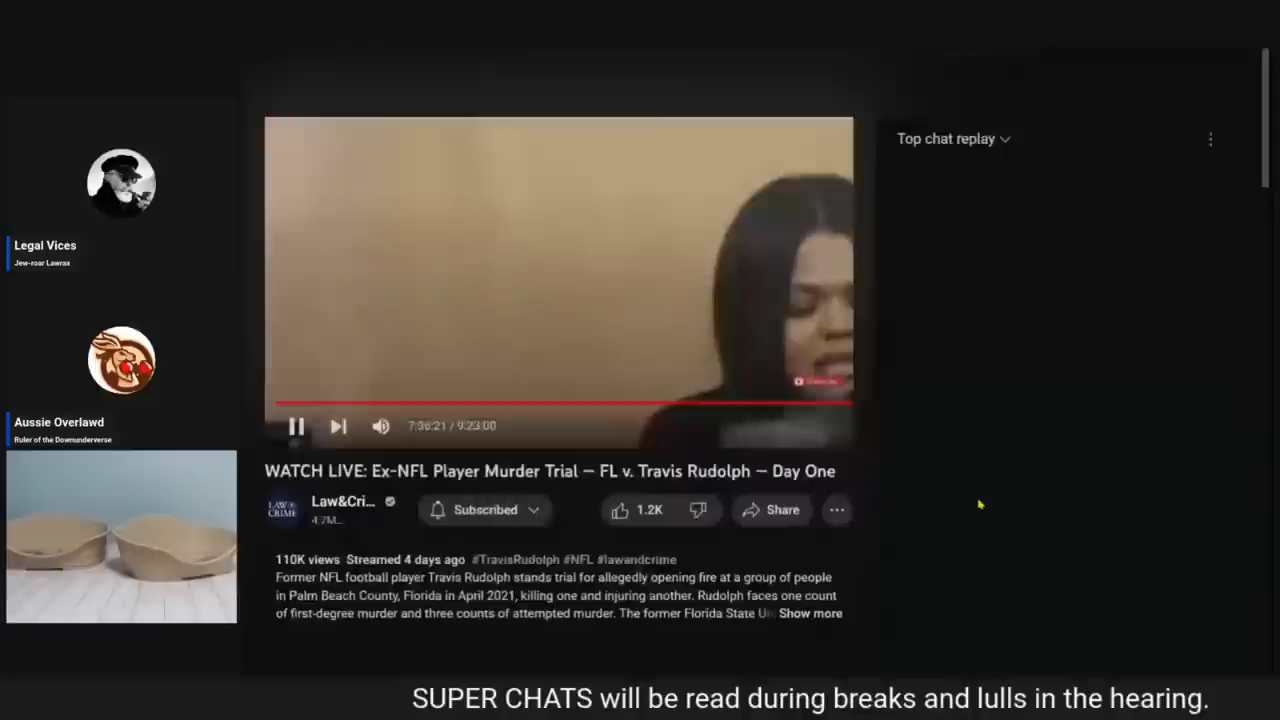 Top chat replay
Legal Vices
Jew-roar Lawrax
Aussie Overlawd
Ruler of the Downunderverse
7:36:21 / 9:23:00
WATCH LIVE: Ex-NFL Player Murder Trial – FL v. Travis Rudolph – Day One
LAW& CRIME
Law&Cri...
4.7M...
Subscribed
1.2K
Share
110K views Streamed 4 days ago #TravisRudolph #NFL #lawandcrime
Former NFL football player Travis Rudolph stands trial for allegedly opening fire at a group of people
in Palm Beach County, Florida in April 2021, killing one and injuring another. Rudolph faces one count
of first-degree murder and three counts of attempted murder. The former Florida State Show more
SUPER CHATS will be read during breaks and lulls in the hearing.